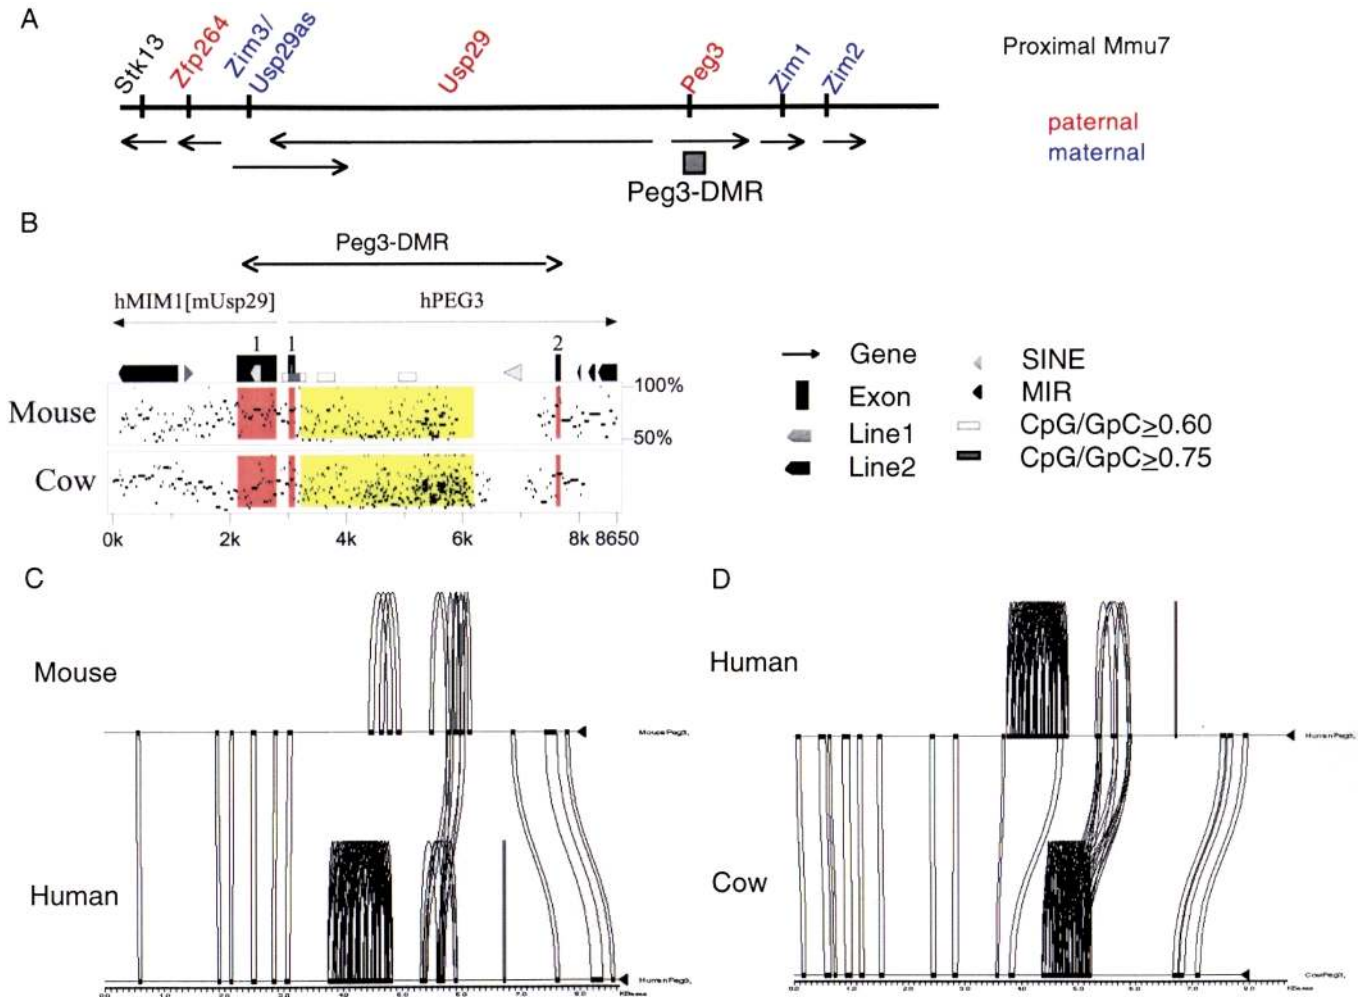 A
Stk13
Zfp264
Zim3/
Usp29as
Usp29
Peg3
Zim1
Zim2
Proximal Mmu7
paternal
maternal
Peg3-DMR
B
Peg3-DMR
hMIM1[mUsp29]
hPEG3
1
1
2
100%
50%
Mouse
Cow
0k
2k
4k
6k
8k
8650
Gene
Exon
Line1
Line2
SINE
MIR
CpG/GpC≥0.60
CpG/GpC≥0.75
C
Mouse
Human
D
Human
Cow